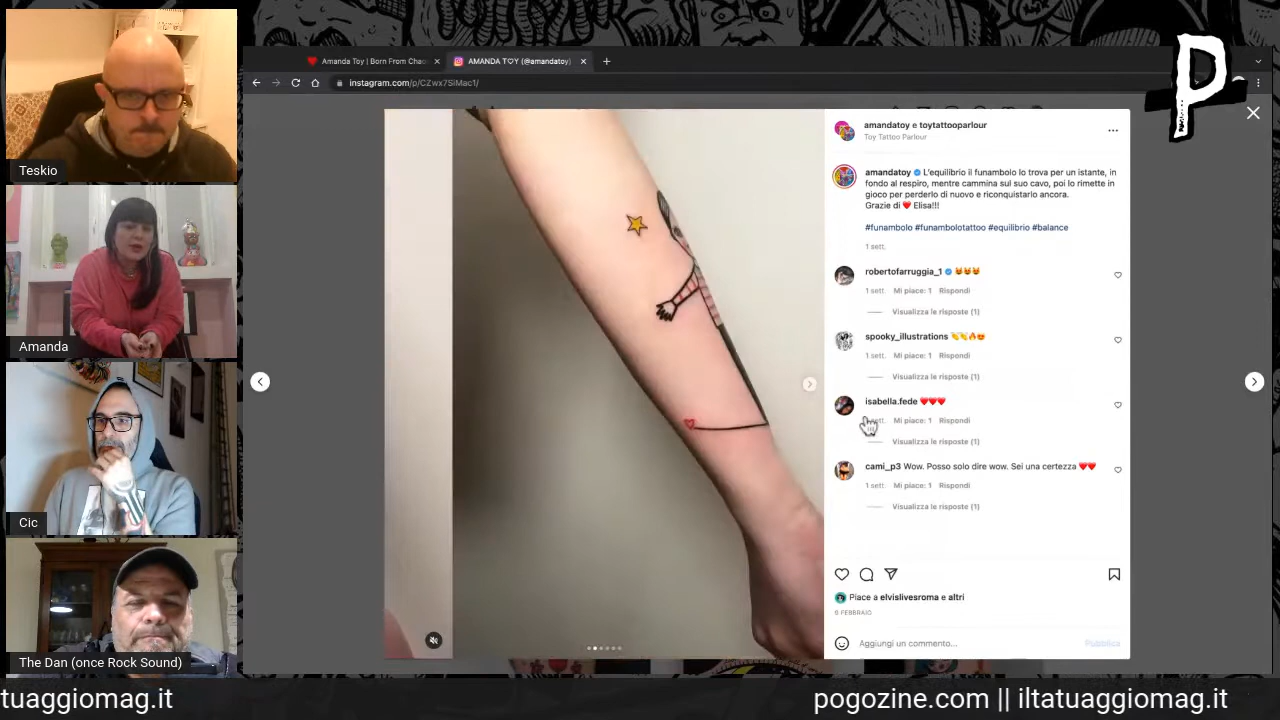 Teskio
Amanda
Cic
The Dan (once Rock Sound)
Amanda Toy | Born From Chao
AMANDA TOY (@amandatoy)
instagram.com/p/CZwx7SiMac1/
P
amandatoy e toytattooparlour
Toy Tattoo Parlour
amandatoy L'equilibrio il funambolo lo trova per un istante, in
fondo al respiro, mentre cammina sul suo cavo, poi lo rimette in
gioco per perderlo di nuovo e riconquistarlo ancora.
Grazie di ❤️ Elisa!!!
#funambolo #funambolotattoo #equilibrio #balance
1 sett.
robertofarruggia_1 😻😻😻
1 sett. Mi piace: 1 Rispondi
Visualizza le risposte (1)
spooky_illustrations 👏👏🔥😍
1 sett. Mi piace: 1 Rispondi
Visualizza le risposte (1)
isabella.fede ❤️❤️❤️
sett. Mi piace: 1 Rispondi
Visualizza le risposte (1)
cami_p3 Wow. Posso solo dire wow. Sei una certezza ❤️❤️
1 sett. Mi piace: 1 Rispondi
Visualizza le risposte (1)
Piace a elvislivesroma e altri
FEBBRAIO
Aggiungi un commento...
Pubblica
tuaggiomag.it
pogozine.com || iltatuaggiomag.it